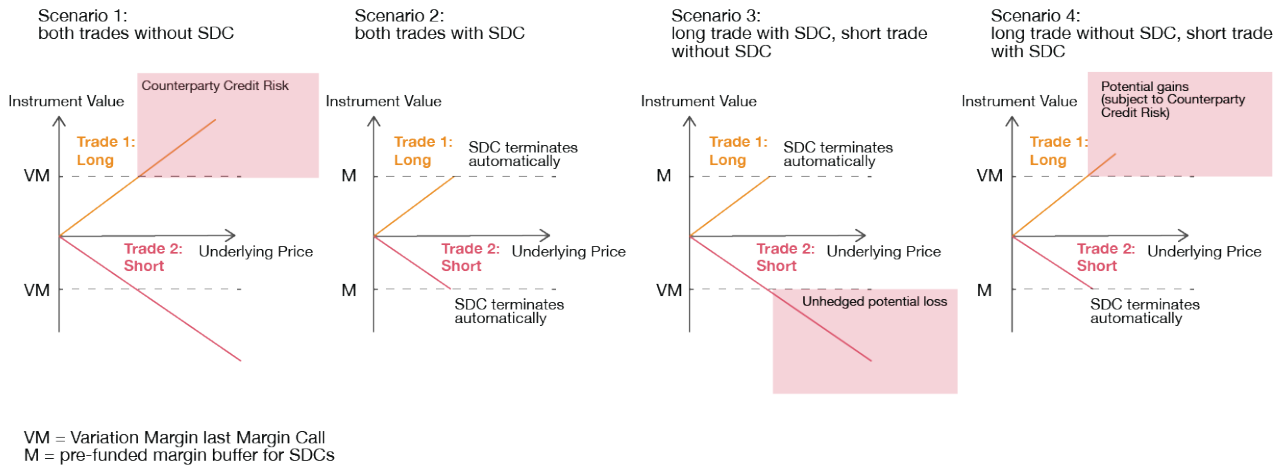 Scenario 1:
both trades without SDC
Counterparty Credit Risk
Instrument Value
Trade 1:
Long
VM
Trade 2:
Short
Underlying Price
VM
Scenario 2:
both trades with SDC
Instrument Value
Trade 1:
Long
SDC terminates
automatically
M
Trade 2:
Short
Underlying Price
M
SDC terminates
automatically
Scenario 3:
long trade with SDC, short trade
without SDC
Instrument Value
Trade 1:
Long
SDC terminates
automatically
M
Trade 2:
Short
Underlying Price
VM
Unhedged potential loss
Scenario 4:
long trade without SDC, short trade
with SDC
Potential gains
(subject to Counterparty
Credit Risk)
Instrument Value
Trade 1:
Long
VM
Trade 2:
Short
Underlying Price
M
SDC terminates
automatically
VM = Variation Margin last Margin Call
M = pre-funded margin buffer for SDCs